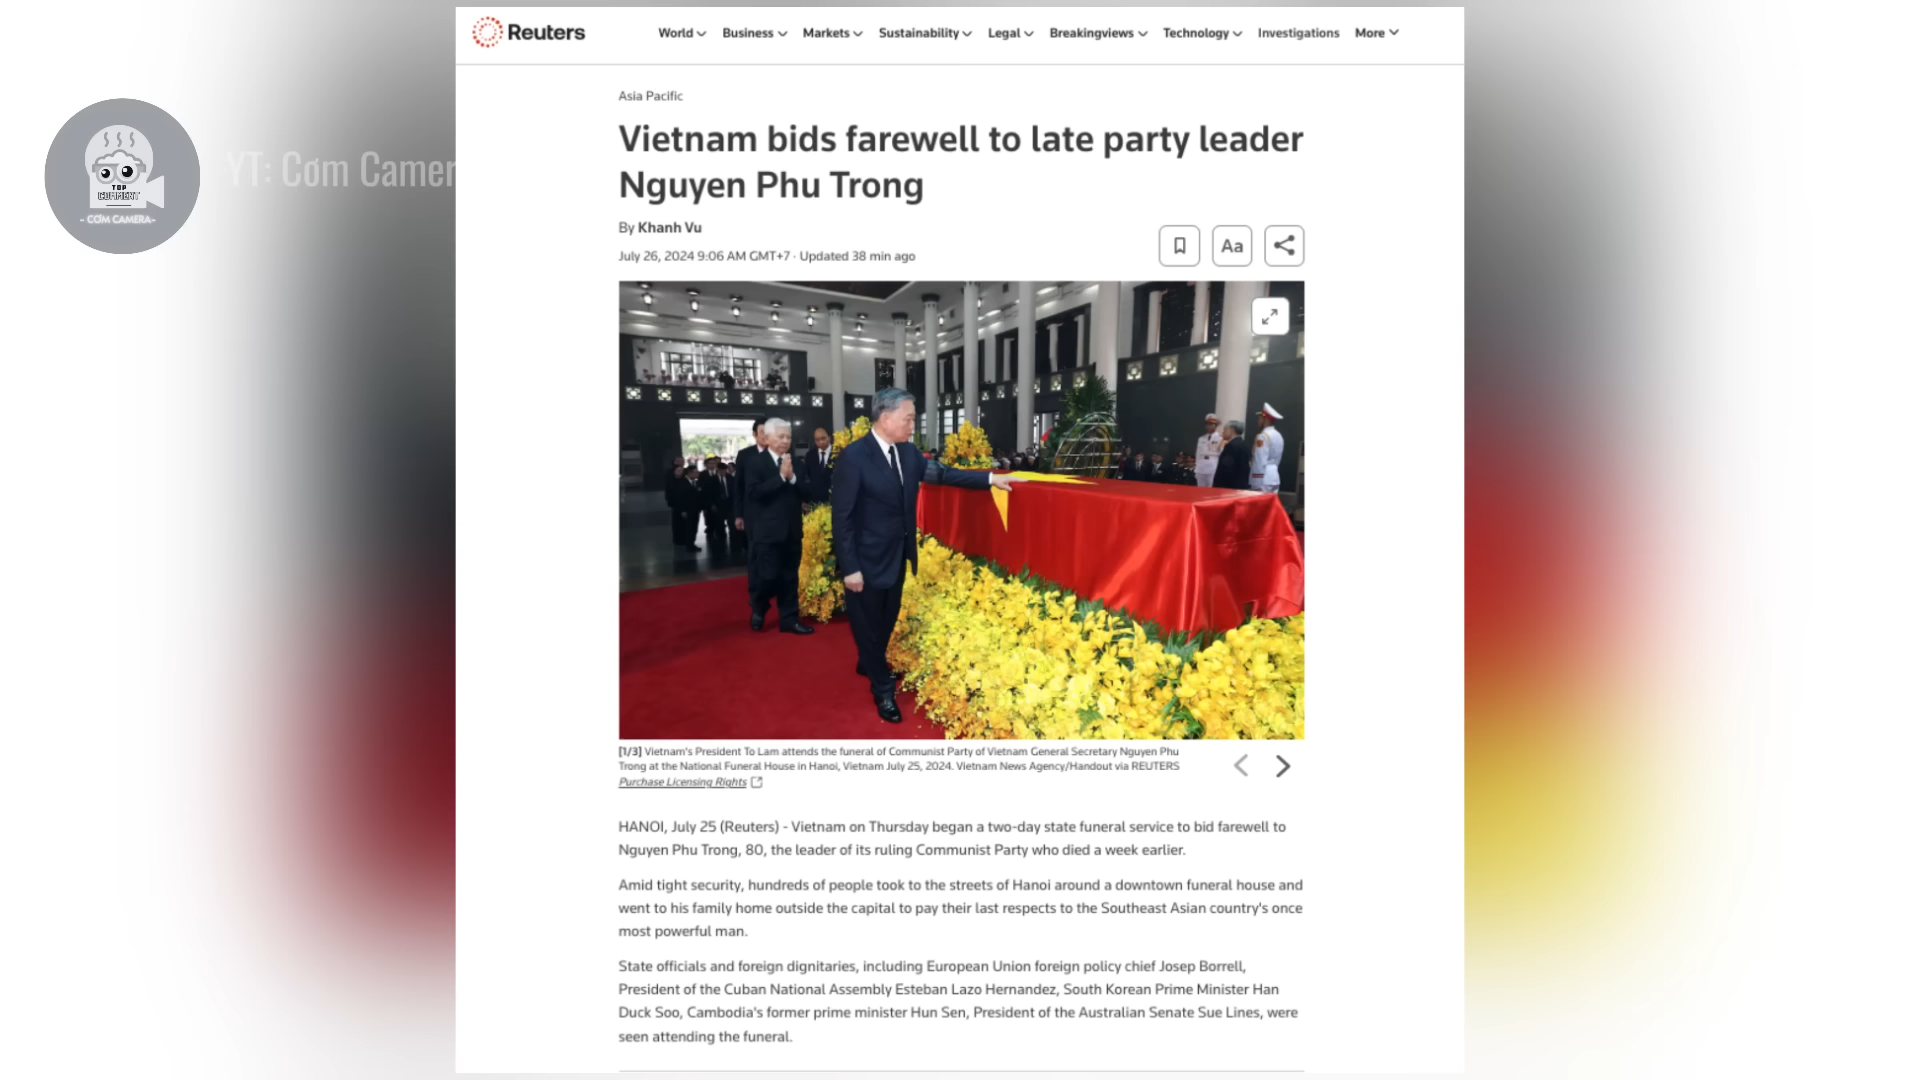 Reuters
World Business Markets Sustainability Legal Breakingviews Technology Investigations More
TOP
COMMENT
- CƠM CAMERA-
YT: Cơm Camer
Asia Pacific
Vietnam bids farewell to late party leader
Nguyen Phu Trong
By Khanh Vu
July 26, 2024 9:06 AM GMT+7 · Updated 38 min ago
Aa
[1/3] Vietnam's President To Lam attends the funeral of Communist Party of Vietnam General Secretary Nguyen Phu
Trong at the National Funeral House in Hanoi, Vietnam July 25, 2024. Vietnam News Agency/Handout via REUTERS
Purchase Licensing Rights
HANOI, July 25 (Reuters) - Vietnam on Thursday began a two-day state funeral service to bid farewell to
Nguyen Phu Trong, 80, the leader of its ruling Communist Party who died a week earlier.
Amid tight security, hundreds of people took to the streets of Hanoi around a downtown funeral house and
went to his family home outside the capital to pay their last respects to the Southeast Asian country's once
most powerful man.
State officials and foreign dignitaries, including European Union foreign policy chief Josep Borrell,
President of the Cuban National Assembly Esteban Lazo Hernandez, South Korean Prime Minister Han
Duck Soo, Cambodia's former prime minister Hun Sen, President of the Australian Senate Sue Lines, were
seen attending the funeral.